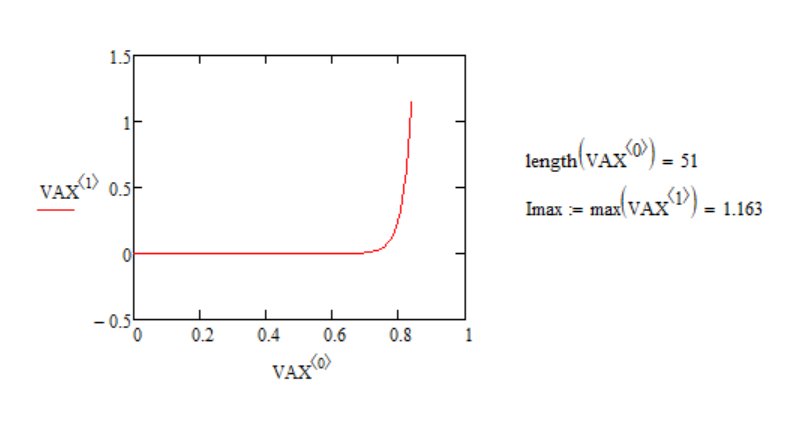 1.5
1
0.5
0
− 0.5
VAX⟨1⟩
0 0.2 0.4 0.6 0.8 1
VAX⟨0⟩
length(VAX⟨0⟩) = 51
Imax := max(VAX⟨1⟩) = 1.163